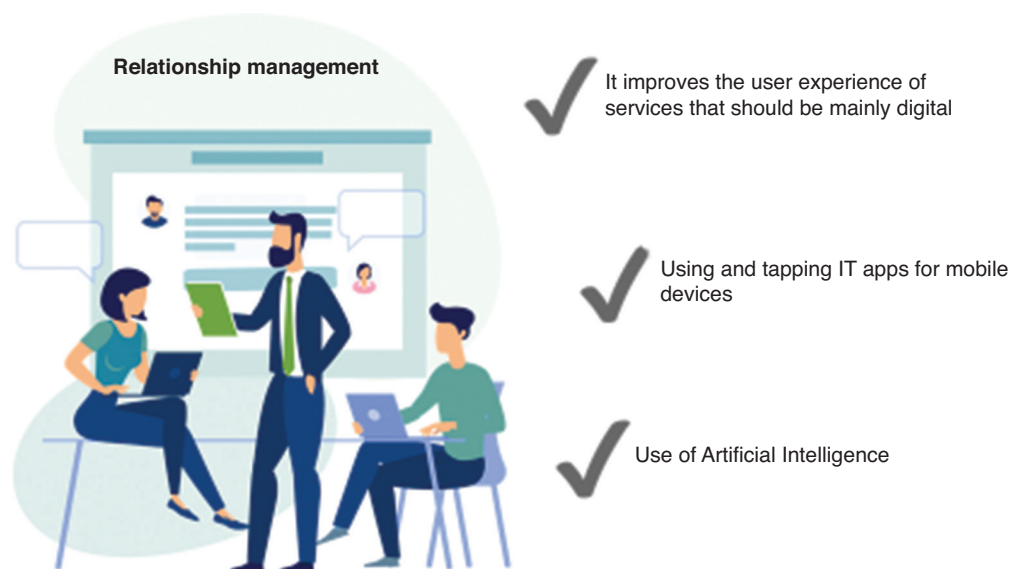 Relationship management
It improves the user experience of
services that should be mainly digital
Using and tapping IT apps for mobile
devices
Use of Artificial Intelligence